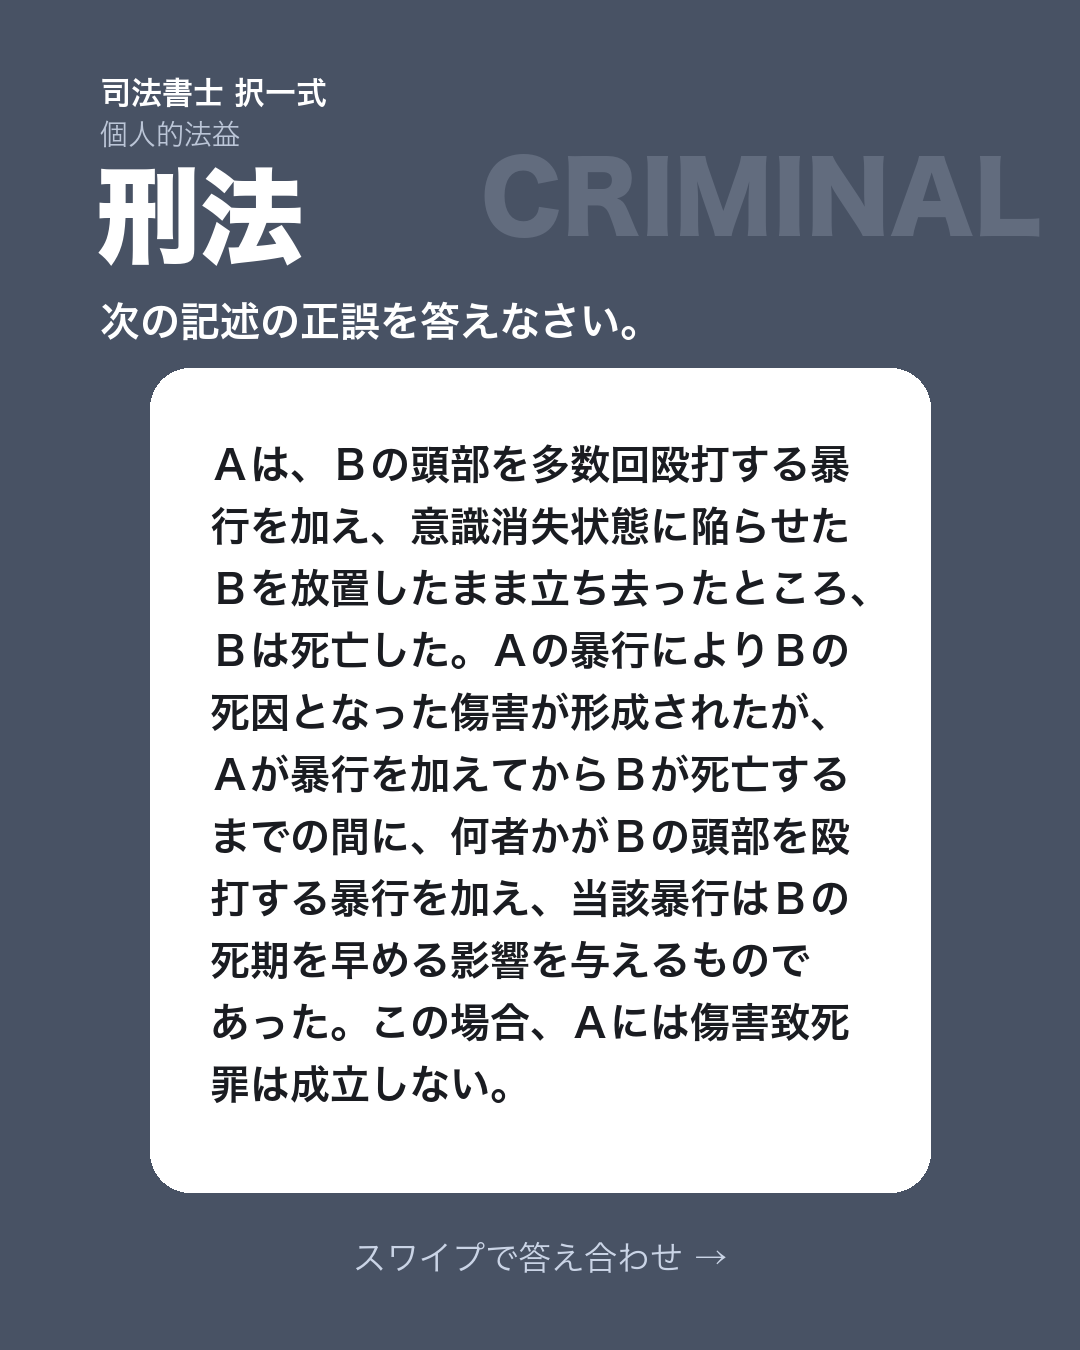 司法書士 択一式
個人的法益
刑法
CRIMINAL
次の記述の正誤を答えなさい。
Ａは、Ｂの頭部を多数回殴打する暴
行を加え、意識消失状態に陥らせた
Ｂを放置したまま立ち去ったところ、
Ｂは死亡した。Ａの暴行によりＢの
死因となった傷害が形成されたが、
Ａが暴行を加えてからＢが死亡する
までの間に、何者かがＢの頭部を殴
打する暴行を加え、当該暴行はＢの
死期を早める影響を与えるもので
あった。この場合、Ａには傷害致死
罪は成立しない。
スワイプで答え合わせ →